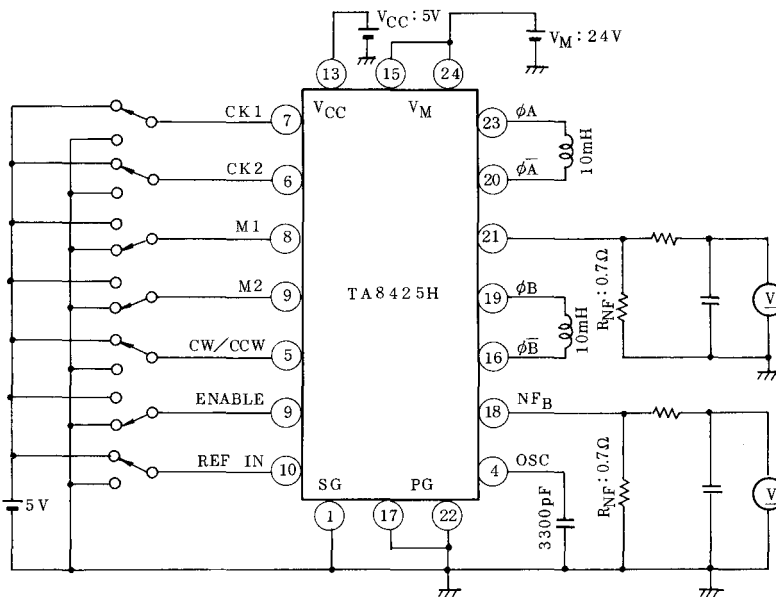 VCC : 5V
VM : 24V
13 15 24
VCC VM
CK1 7
CK2 6
M1 8
M2 9
CW/CCW 5
ENABLE 9
REF IN 10
TA8425H
23 φA
20 φA̅
10mH
21
19 φB
16 φB̅
10mH
18 NFB
4 OSC
3300pF
RNF : 0.7Ω
V
RNF : 0.7Ω
V
SG PG
1 17 22
5V